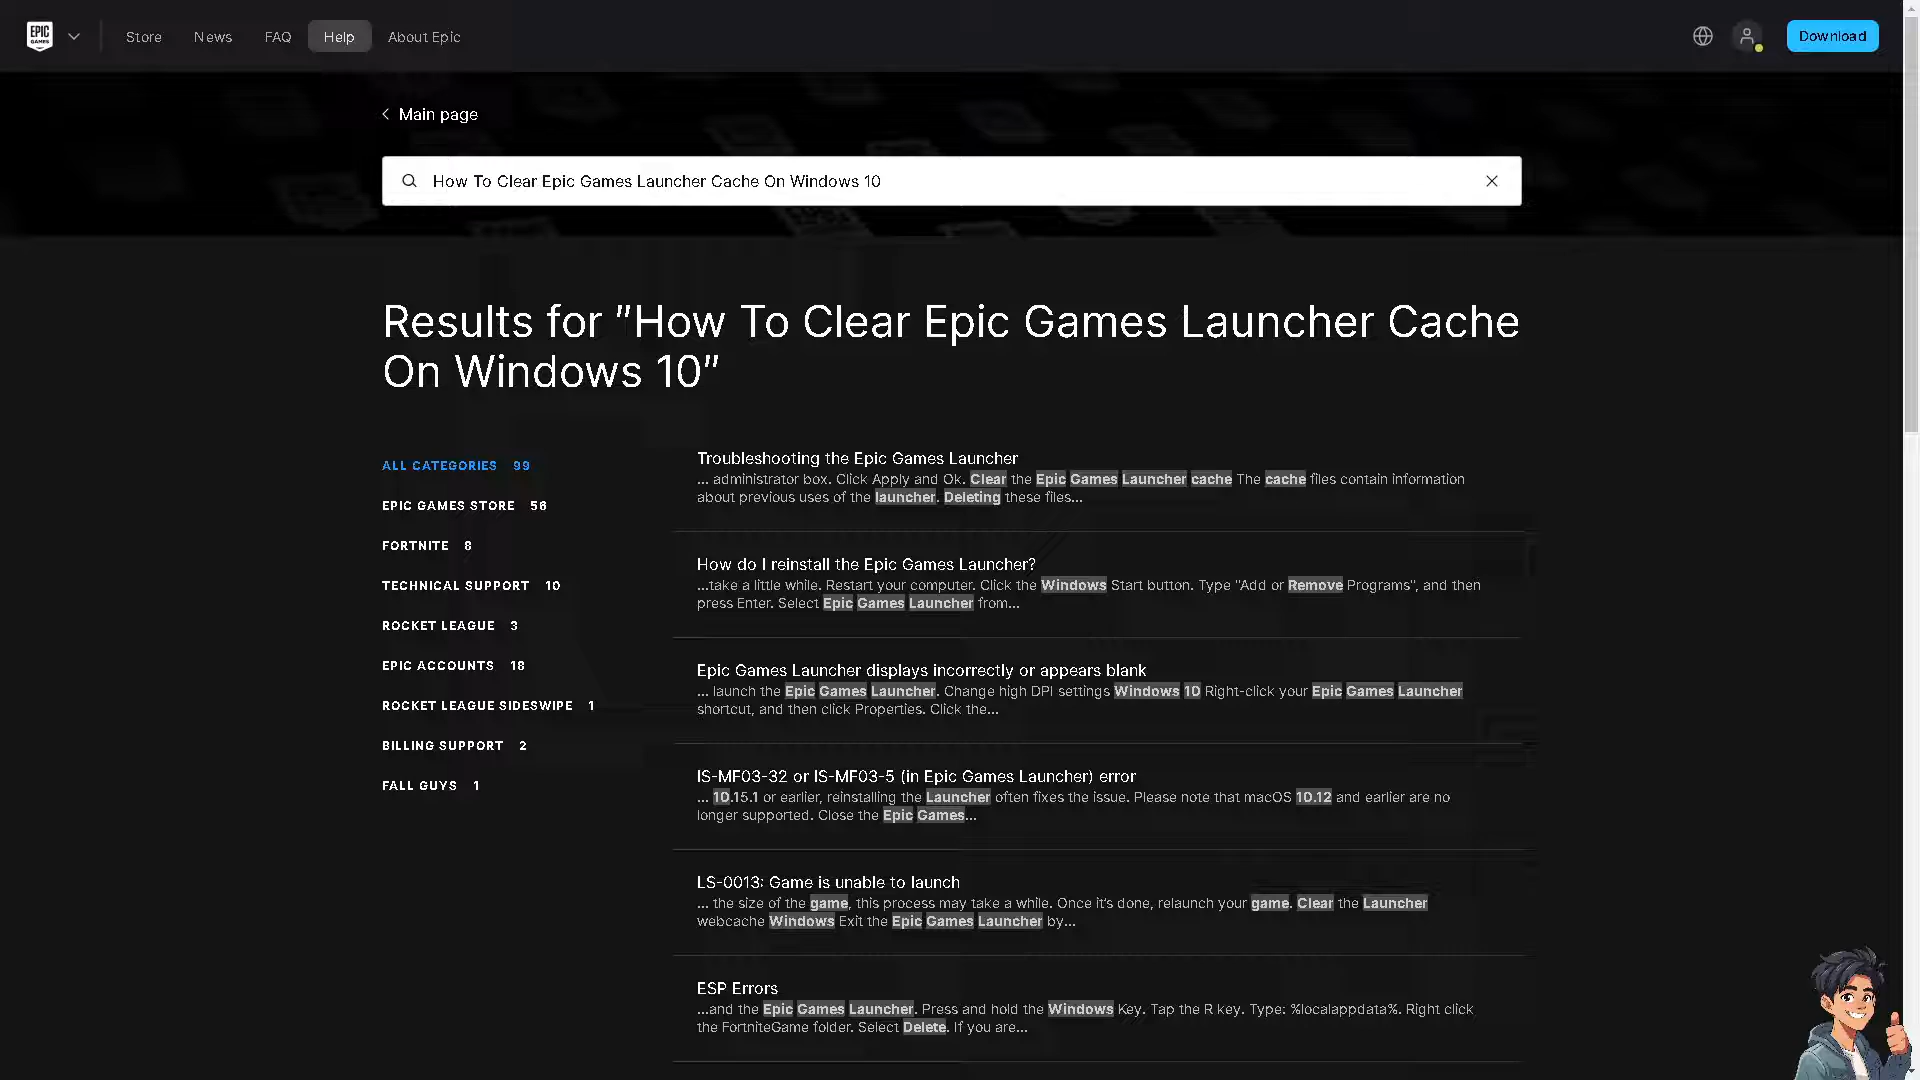 EPIC
GAMES
Store
News
FAQ
Help
About Epic
Download
Main page
How To Clear Epic Games Launcher Cache On Windows 10
Results for "How To Clear Epic Games Launcher Cache
On Windows 10"
ALL CATEGORIES 99
EPIC GAMES STORE 56
FORTNITE 8
TECHNICAL SUPPORT 10
ROCKET LEAGUE 3
EPIC ACCOUNTS 18
ROCKET LEAGUE SIDESWIPE 1
BILLING SUPPORT 2
FALL GUYS 1
Troubleshooting the Epic Games Launcher
... administrator box. Click Apply and Ok. Clear the Epic Games Launcher cache The cache files contain information
about previous uses of the launcher. Deleting these files...
How do I reinstall the Epic Games Launcher?
...take a little while. Restart your computer. Click the Windows Start button. Type "Add or Remove Programs", and then
press Enter. Select Epic Games Launcher from...
Epic Games Launcher displays incorrectly or appears blank
... launch the Epic Games Launcher. Change high DPI settings Windows 10 Right-click your Epic Games Launcher
shortcut, and then click Properties. Click the...
IS-MF03-32 or IS-MF03-5 (in Epic Games Launcher) error
... 10.15.1 or earlier, reinstalling the Launcher often fixes the issue. Please note that macOS 10.12 and earlier are no
longer supported. Close the Epic Games...
LS-0013: Game is unable to launch
... the size of the game, this process may take a while. Once it's done, relaunch your game. Clear the Launcher
webcache Windows Exit the Epic Games Launcher by...
ESP Errors
...and the Epic Games Launcher. Press and hold the Windows Key. Tap the R key. Type: %localappdata%. Right click
the FortniteGame folder. Select Delete. If you are...